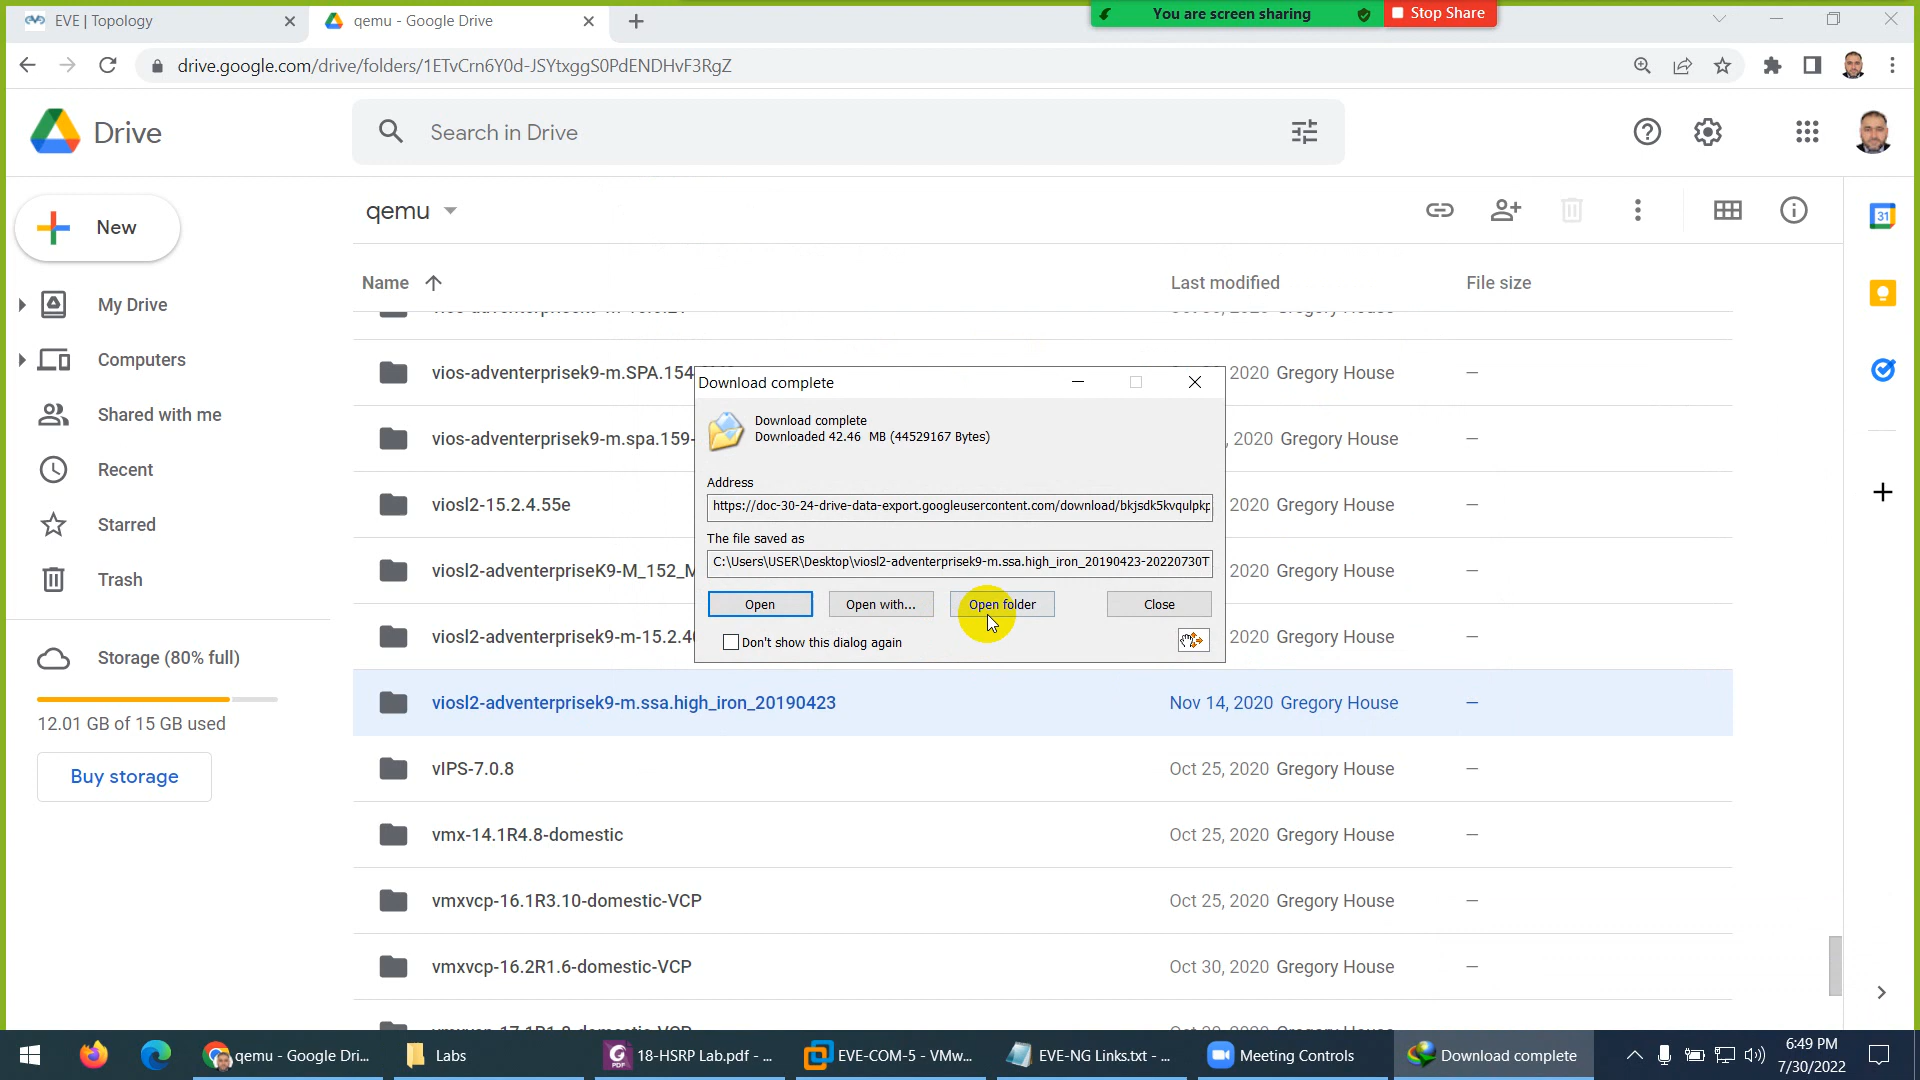 EVE | Topology
qemu - Google Drive
You are screen sharing
Stop Share
drive.google.com/drive/folders/1ETvCrn6Y0d-JSYtxggS0PdENDHvF3RgZ
Drive
Search in Drive
New
qemu
Name
Last modified
File size
My Drive
Computers
Shared with me
Recent
Starred
Trash
Storage (80% full)
12.01 GB of 15 GB used
Buy storage
vios-adventerprisek9-m.SPA.154-
2020 Gregory House
—
vios-adventerprisek9-m.spa.159-
, 2020 Gregory House
—
viosl2-15.2.4.55e
2020 Gregory House
—
viosl2-adventerpriseK9-M_152_M
2020 Gregory House
—
viosl2-adventerprisek9-m-15.2.4
2020 Gregory House
—
viosl2-adventerprisek9-m.ssa.high_iron_20190423
Nov 14, 2020 Gregory House
—
vIPS-7.0.8
Oct 25, 2020 Gregory House
—
vmx-14.1R4.8-domestic
Oct 25, 2020 Gregory House
—
vmxvcp-16.1R3.10-domestic-VCP
Oct 25, 2020 Gregory House
—
vmxvcp-16.2R1.6-domestic-VCP
Oct 30, 2020 Gregory House
—
Download complete
Download complete
Downloaded 42.46 MB (44529167 Bytes)
Address
https://doc-30-24-drive-data-export.googleusercontent.com/download/bkjsdk5kvqulpkp
The file saved as
C:\Users\USER\Desktop\viosl2-adventerprisek9-m.ssa.high_iron_20190423-20220730T
Open
Open with...
Open folder
Close
Don't show this dialog again
31
qemu - Google Dri...
Labs
18-HSRP Lab.pdf - ...
EVE-COM-5 - VMw...
EVE-NG Links.txt - ...
Meeting Controls
Download complete
6:49 PM
7/30/2022